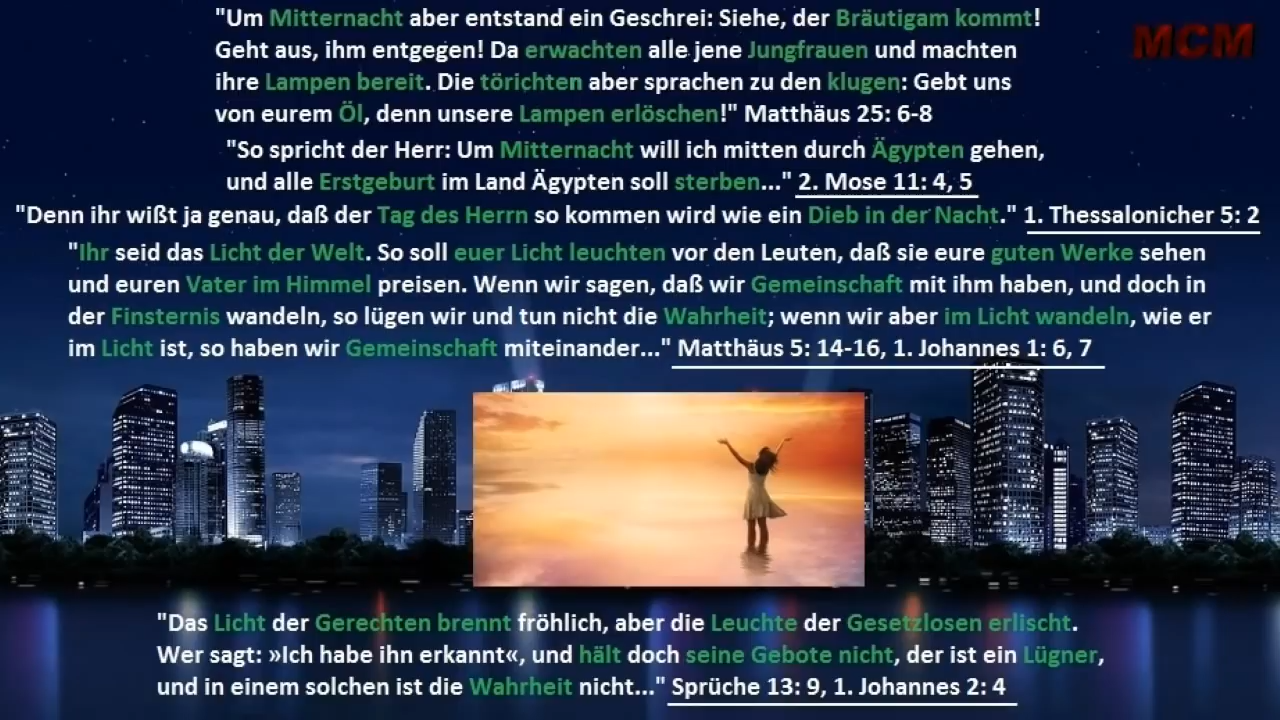 "Um Mitternacht aber entstand ein Geschrei: Siehe, der Bräutigam kommt!
MCM
Geht aus, ihm entgegen! Da erwachten alle jene Jungfrauen und machten
ihre Lampen bereit. Die törichten aber sprachen zu den klugen: Gebt uns
von eurem Öl, denn unsere Lampen erlöschen!" Matthäus 25: 6-8
"So spricht der Herr: Um Mitternacht will ich mitten durch Ägypten gehen,
und alle Erstgeburt im Land Ägypten soll sterben..." 2. Mose 11: 4, 5
"Denn ihr wißt ja genau, daß der Tag des Herrn so kommen wird wie ein Dieb in der Nacht." 1. Thessalonicher 5: 2
"Ihr seid das Licht der Welt. So soll euer Licht leuchten vor den Leuten, daß sie eure guten Werke sehen
und euren Vater im Himmel preisen. Wenn wir sagen, daß wir Gemeinschaft mit ihm haben, und doch in
der Finsternis wandeln, so lügen wir und tun nicht die Wahrheit; wenn wir aber im Licht wandeln, wie er
im Licht ist, so haben wir Gemeinschaft miteinander..." Matthäus 5: 14-16, 1. Johannes 1: 6, 7
"Das Licht der Gerechten brennt fröhlich, aber die Leuchte der Gesetzlosen erlischt.
Wer sagt: »Ich habe ihn erkannt«, und hält doch seine Gebote nicht, der ist ein Lügner,
und in einem solchen ist die Wahrheit nicht..." Sprüche 13: 9, 1. Johannes 2: 4